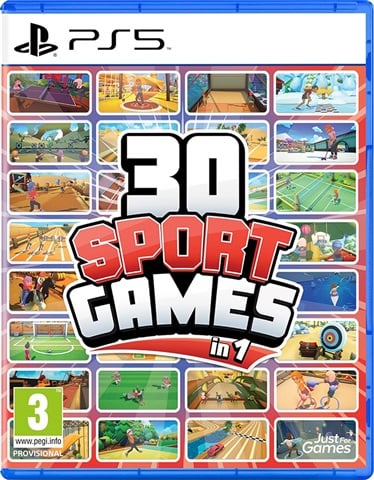 PS5
30
SPORT
GAMES
in 1
3
www.pegi.info
PROVISIONAL
Just For
Games